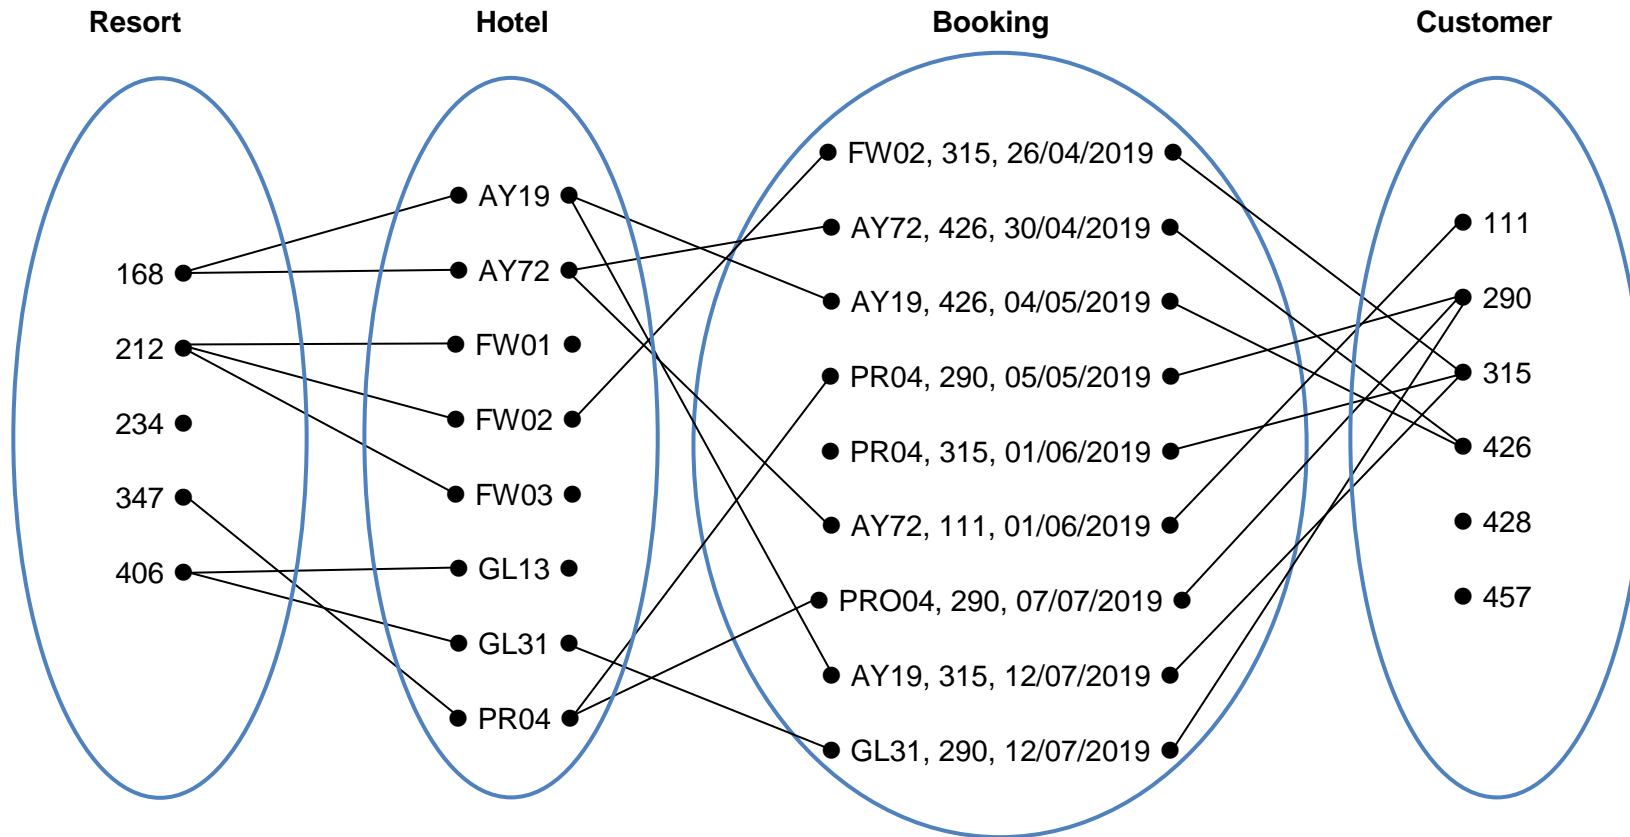 Resort
Hotel
Booking
Customer
168
212
234
347
406
AY19
AY72
FW01
FW02
FW03
GL13
GL31
PR04
FW02, 315, 26/04/2019
AY72, 426, 30/04/2019
AY19, 426, 04/05/2019
PR04, 290, 05/05/2019
PR04, 315, 01/06/2019
AY72, 111, 01/06/2019
PRO04, 290, 07/07/2019
AY19, 315, 12/07/2019
GL31, 290, 12/07/2019
111
290
315
426
428
457